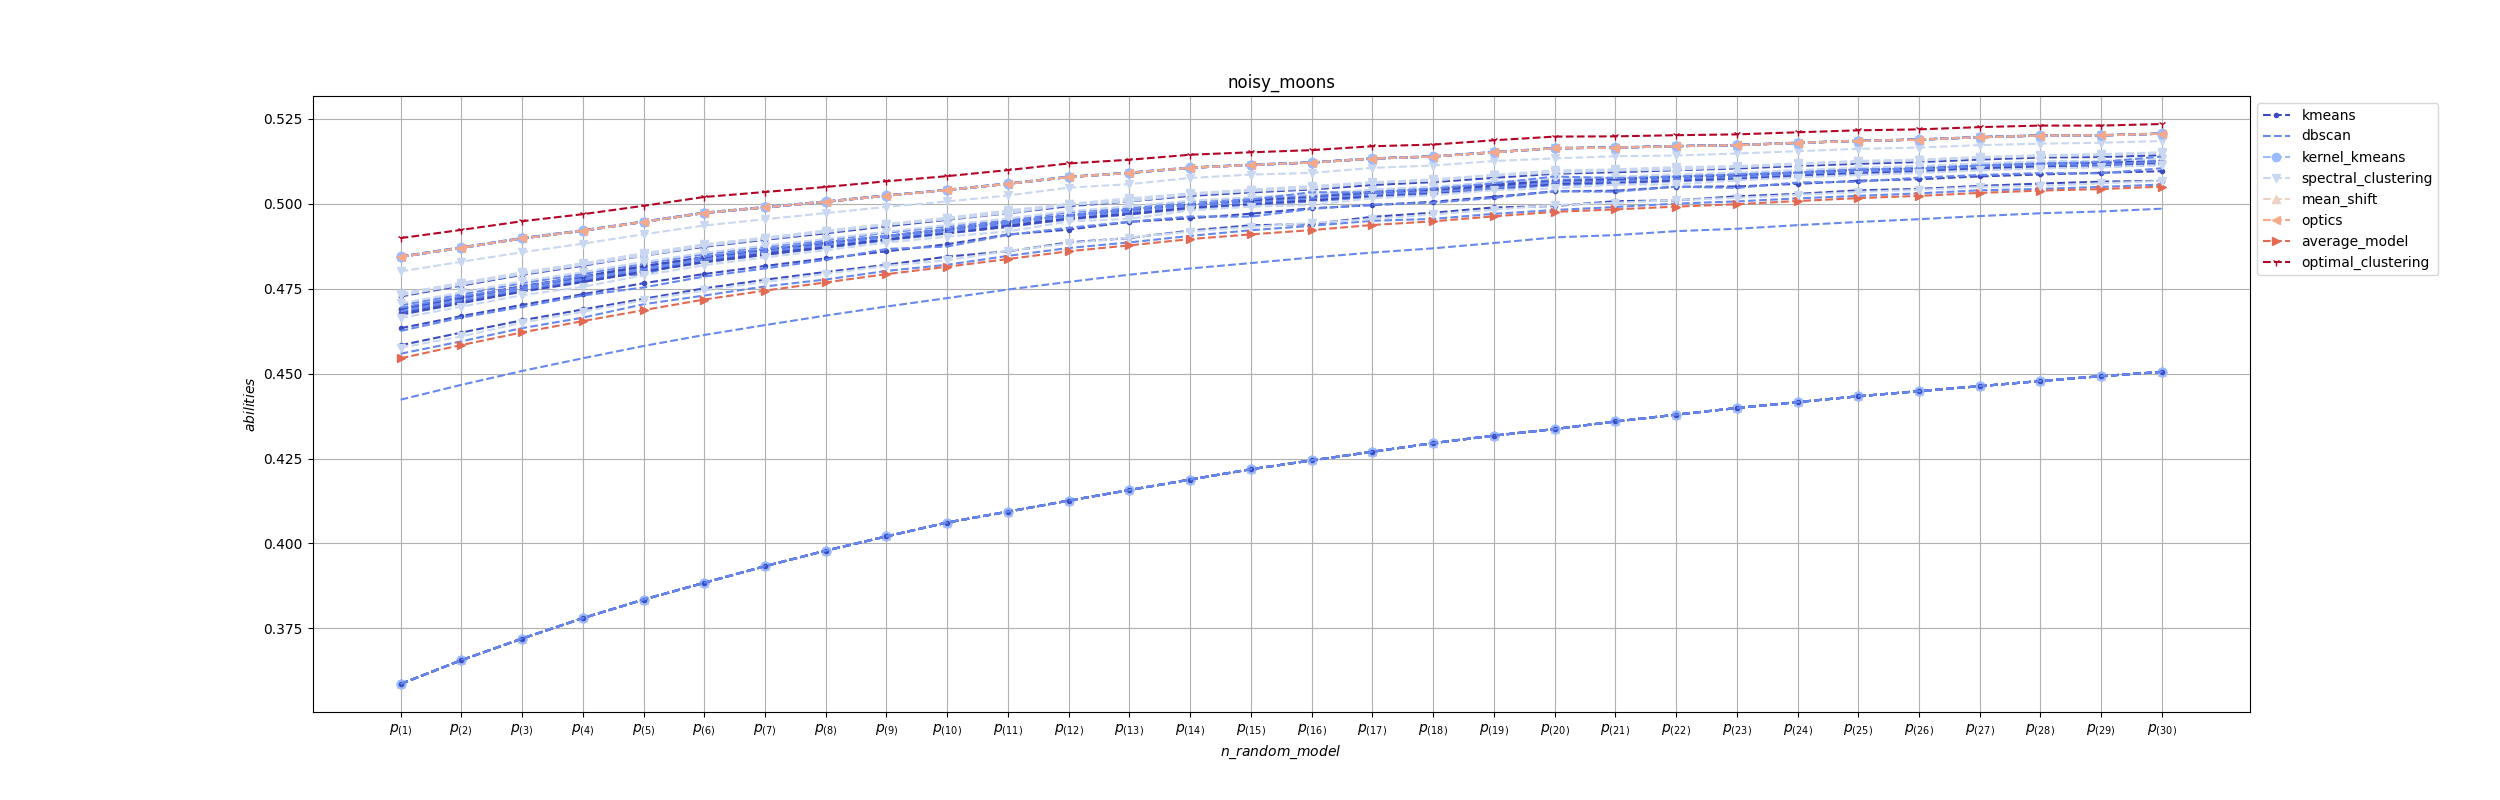 noisy_moons
0.525
0.500
0.475
0.450
0.425
0.400
0.375
abilities
p(1) p(2) p(3) p(4) p(5) p(6) p(7) p(8) p(9) p(10) p(11) p(12) p(13) p(14) p(15) p(16) p(17) p(18) p(19) p(20) p(21) p(22) p(23) p(24) p(25) p(26) p(27) p(28) p(29) p(30)
n_random_model
kmeans
dbscan
kernel_kmeans
spectral_clustering
mean_shift
optics
average_model
optimal_clustering